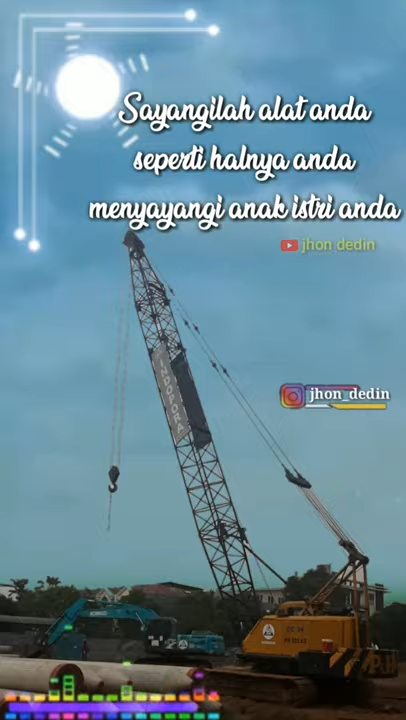 Sayangilah alat anda
seperti halnya anda
menyayangi anak istri anda
jhon dedin
jhon_dedin
INDOPORA
P&H